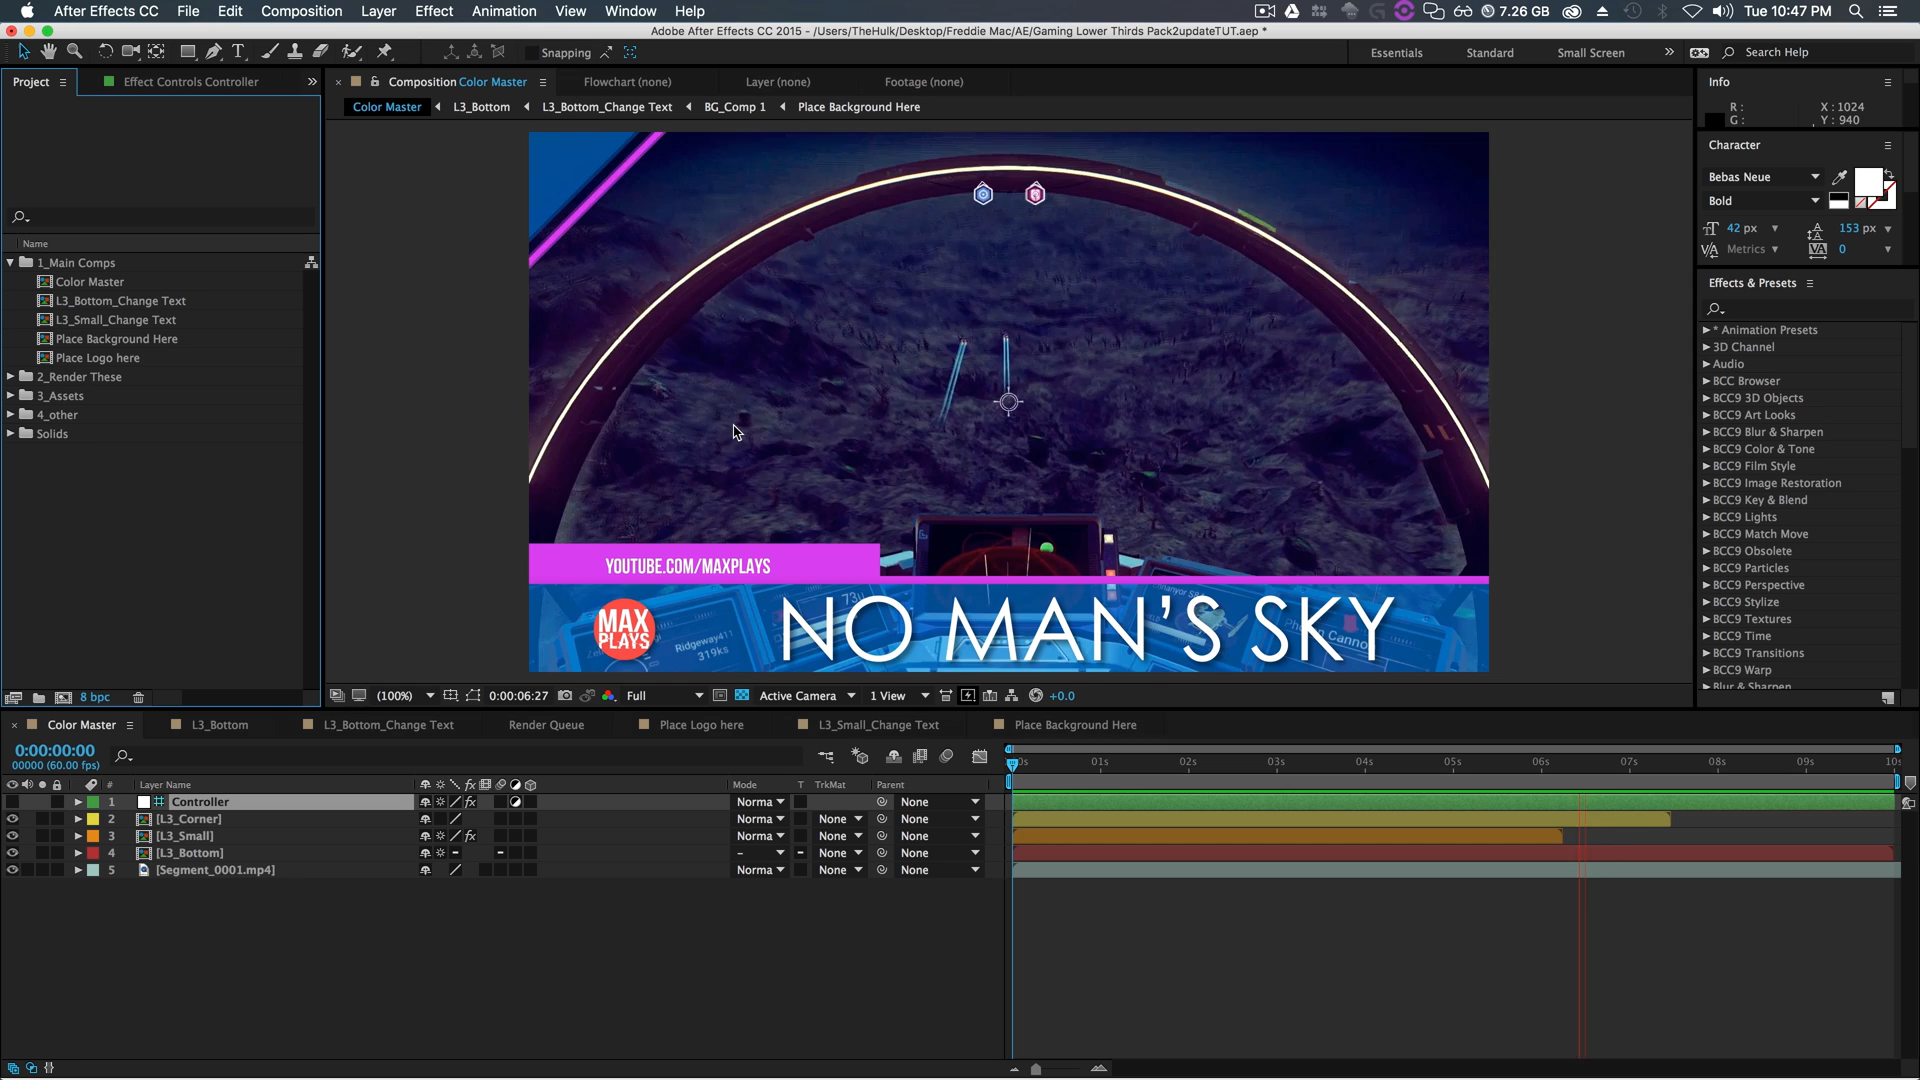 After Effects CC File Edit Composition Layer Effect Animation View Window Help 7.26 GB Tue 10:47 PM
Adobe After Effects CC 2015 - /Users/TheHulk/Desktop/Freddie Mac/AE/Gaming Lower Thirds Pack2updateTUT.aep *
Snapping Essentials Standard Small Screen Search Help
Project Effect Controls Controller
Composition Color Master Flowchart (none) Layer (none) Footage (none)
Color Master L3_Bottom L3_Bottom_Change Text BG_Comp 1 Place Background Here
Name
1_Main Comps
Color Master
L3_Bottom_Change Text
L3_Small_Change Text
Place Background Here
Place Logo here
2_Render These
3_Assets
4_other
Solids
8 bpc
YOUTUBE.COM/MAXPLAYS
MAX
PLAYS
NO MAN'S SKY
Ridgeway411
319ks
(100%) 0:00:06:27 Full Active Camera 1 View +0.0
Info
R: X: 1024
G: Y: 940
Character
Bebas Neue
Bold
42 px 153 px
Metrics 0
Effects & Presets
* Animation Presets
3D Channel
Audio
BCC Browser
BCC9 3D Objects
BCC9 Art Looks
BCC9 Blur & Sharpen
BCC9 Color & Tone
BCC9 Film Style
BCC9 Image Restoration
BCC9 Key & Blend
BCC9 Lights
BCC9 Match Move
BCC9 Obsolete
BCC9 Particles
BCC9 Perspective
BCC9 Stylize
BCC9 Textures
BCC9 Time
BCC9 Transitions
BCC9 Warp
Blur & Sharpen
Color Master L3_Bottom L3_Bottom_Change Text Render Queue Place Logo here L3_Small_Change Text Place Background Here
0:00:00:00
00000 (60.00 fps)
0s 01s 02s 03s 04s 05s 06s 07s 08s 09s 10s
# Layer Name Mode T TrkMat Parent
1 Controller Norma None
2 [L3_Corner] Norma None None
3 [L3_Small] Norma None None
4 [L3_Bottom] - None None
5 [Segment_0001.mp4] Norma None None